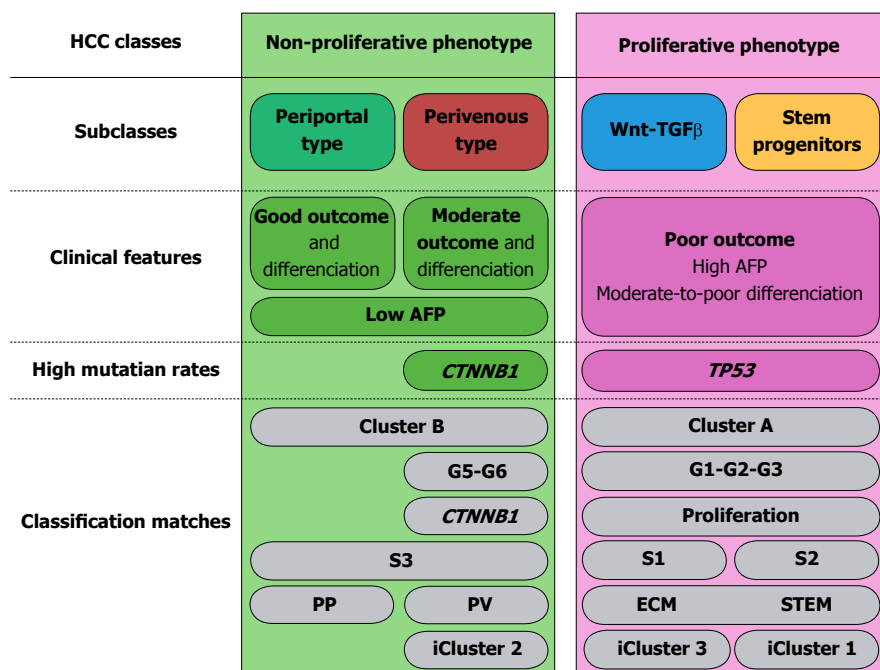 HCC classes
Non-proliferative phenotype
Proliferative phenotype
Subclasses
Periportal
type
Perivenous
type
Wnt-TGFβ
Stem
progenitors
Clinical features
Good outcome
and
differenciation
Moderate
outcome and
differenciation
Low AFP
Poor outcome
High AFP
Moderate-to-poor differenciation
High mutatian rates
CTNNB1
TP53
Classification matches
Cluster B
Cluster A
G5-G6
G1-G2-G3
CTNNB1
Proliferation
S3
S1
S2
PP
PV
ECM
STEM
iCluster 2
iCluster 3
iCluster 1